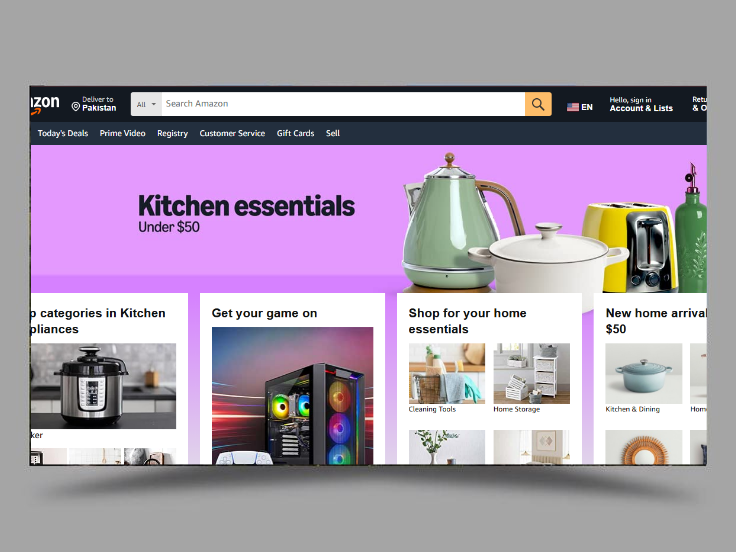 azon
Deliver to
Pakistan
All
Search Amazon
EN
Hello, sign in
Account & Lists
Retu
& O
Today's Deals
Prime Video
Registry
Customer Service
Gift Cards
Sell
Kitchen essentials
Under $50
p categories in Kitchen
pliances
ker
Get your game on
Shop for your home
essentials
Cleaning Tools
Home Storage
New home arrival
$50
Kitchen & Dining
Hom